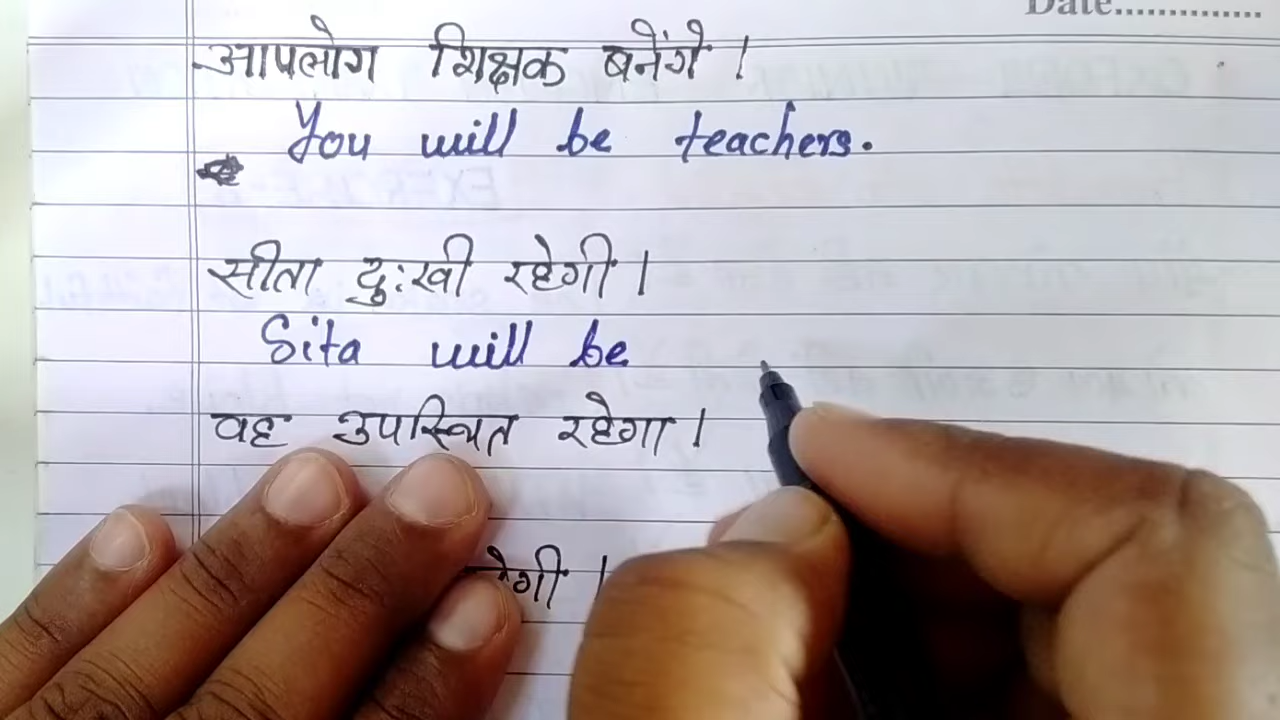 Date..............
आपलोग शिक्षक बनेंगे।
You will be teachers.
सीता दुःखी रहेगी।
Sita will be
वह उपस्थित रहेगा।